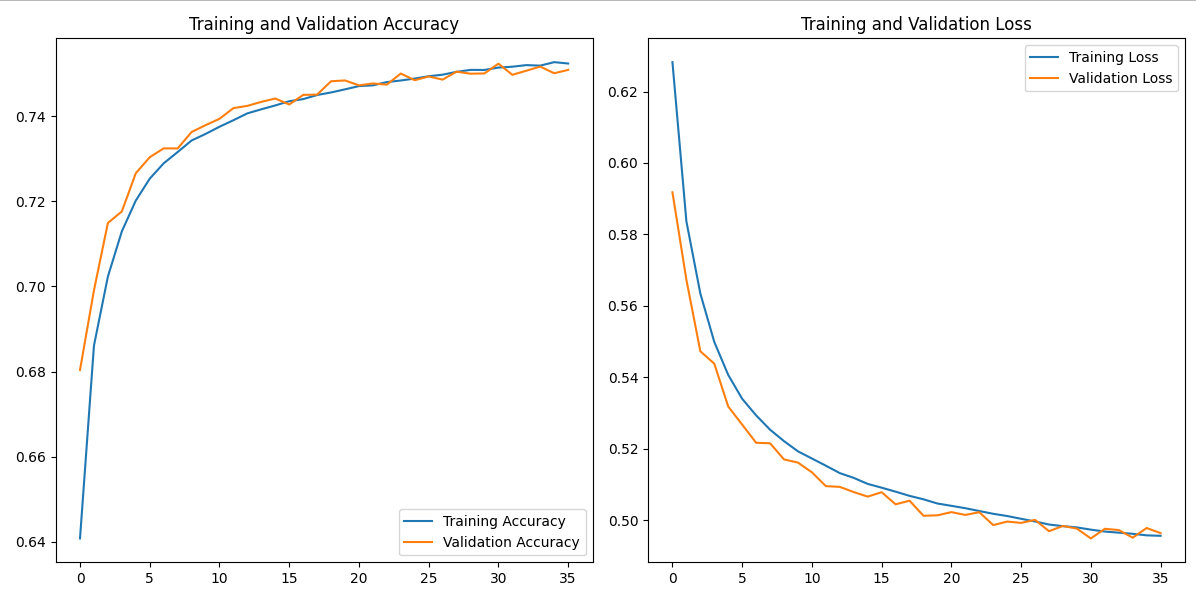 Training and Validation Accuracy
0.74
0.72
0.70
0.68
0.66
0.64
0 5 10 15 20 25 30 35
Training Accuracy
Validation Accuracy
Training and Validation Loss
0.62
0.60
0.58
0.56
0.54
0.52
0.50
0 5 10 15 20 25 30 35
Training Loss
Validation Loss